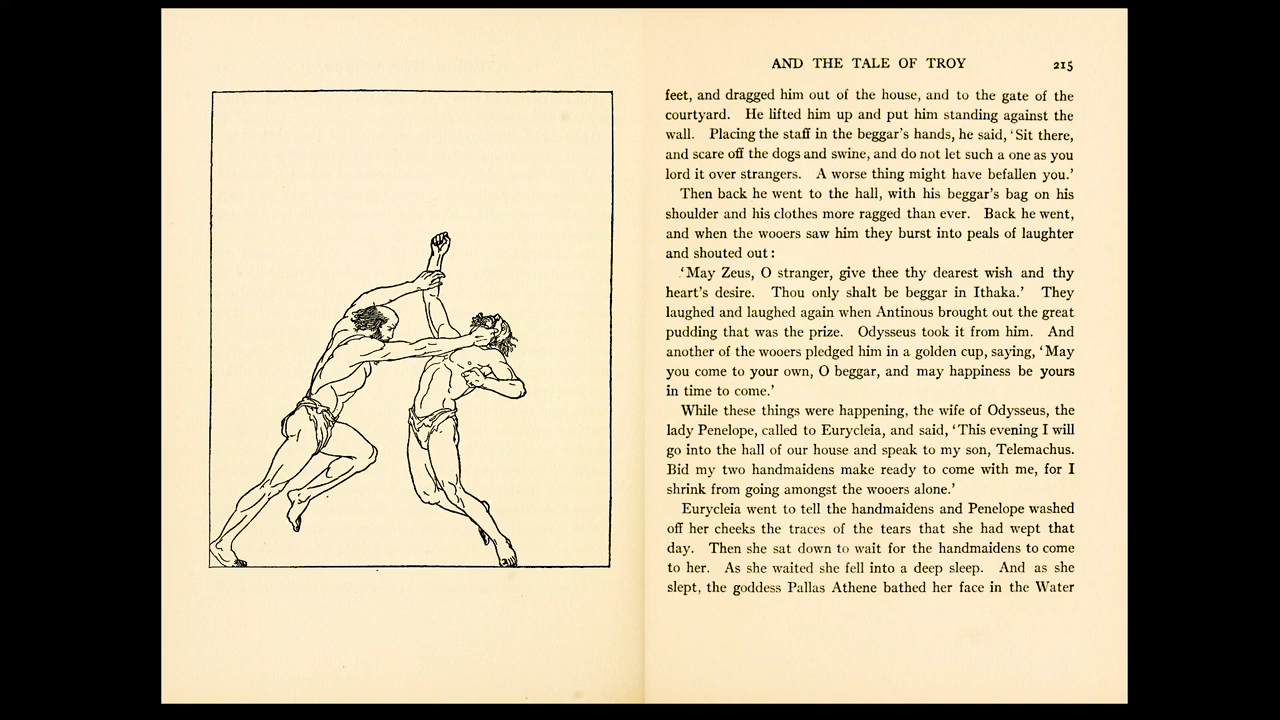 AND THE TALE OF TROY 215
feet, and dragged him out of the house, and to the gate of the
courtyard. He lifted him up and put him standing against the
wall. Placing the staff in the beggar's hands, he said, ‘Sit there,
and scare off the dogs and swine, and do not let such a one as you
lord it over strangers. A worse thing might have befallen you.’
Then back he went to the hall, with his beggar's bag on his
shoulder and his clothes more ragged than ever. Back he went,
and when the wooers saw him they burst into peals of laughter
and shouted out:
‘May Zeus, O stranger, give thee thy dearest wish and thy
heart's desire. Thou only shalt be beggar in Ithaka.’ They
laughed and laughed again when Antinous brought out the great
pudding that was the prize. Odysseus took it from him. And
another of the wooers pledged him in a golden cup, saying, ‘May
you come to your own, O beggar, and may happiness be yours
in time to come.’
While these things were happening, the wife of Odysseus, the
lady Penelope, called to Eurycleia, and said, ‘This evening I will
go into the hall of our house and speak to my son, Telemachus.
Bid my two handmaidens make ready to come with me, for I
shrink from going amongst the wooers alone.’
Eurycleia went to tell the handmaidens and Penelope washed
off her cheeks the traces of the tears that she had wept that
day. Then she sat down to wait for the handmaidens to come
to her. As she waited she fell into a deep sleep. And as she
slept, the goddess Pallas Athene bathed her face in the Water